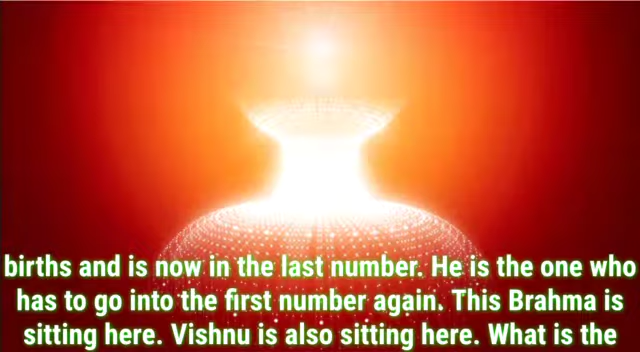 births and is now in the last number. He is the one who
has to go into the first number again. This Brahma is
sitting here. Vishnu is also sitting here. What is the